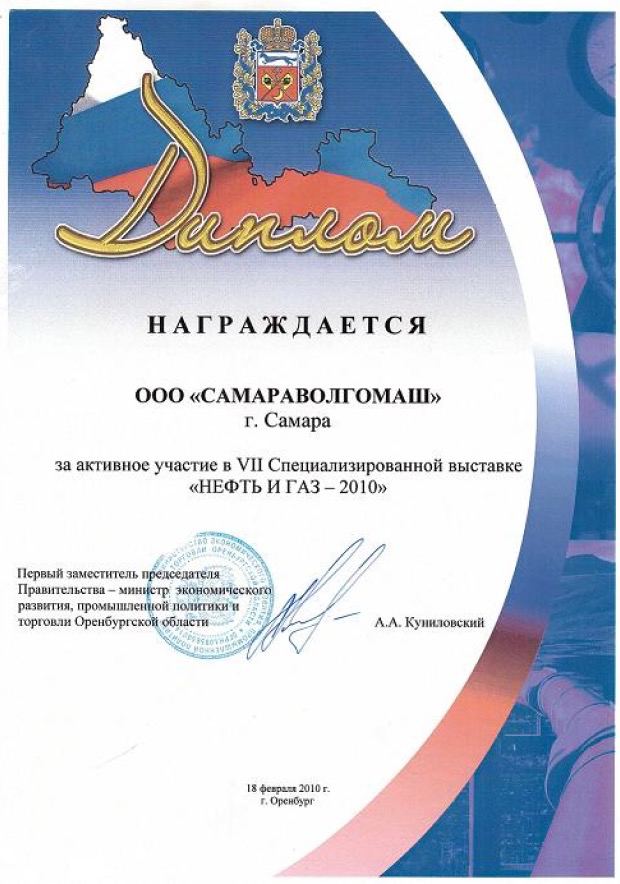 Диплом
НАГРАЖДАЕТСЯ
ООО «САМАРАВОЛГОМАШ»
г. Самара
за активное участие в VII Специализированной выставке
«НЕФТЬ И ГАЗ – 2010»
Первый заместитель председателя
Правительства – министр экономического
развития, промышленной политики и
торговли Оренбургской области
А.А. Куниловский
18 февраля 2010 г.
г. Оренбург